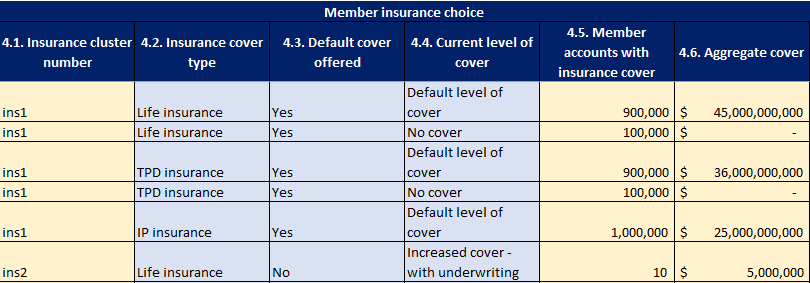 Member insurance choice
4.1. Insurance cluster number	4.2. Insurance cover type	4.3. Default cover offered	4.4. Current level of cover	4.5. Member accounts with insurance cover	4.6. Aggregate cover
ins1	Life insurance	Yes	Default level of cover	900,000	$ 45,000,000,000
ins1	Life insurance	Yes	No cover	100,000	$ -
ins1	TPD insurance	Yes	Default level of cover	900,000	$ 36,000,000,000
ins1	TPD insurance	Yes	No cover	100,000	$ -
ins1	IP insurance	Yes	Default level of cover	1,000,000	$ 25,000,000,000
ins2	Life insurance	No	Increased cover - with underwriting	10	$ 5,000,000